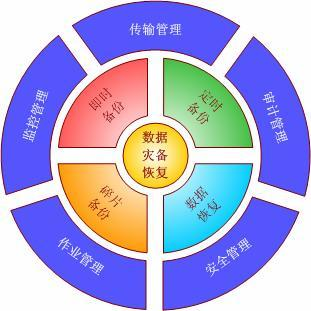 传输管理
监控管理
审计管理
即时
备份
定时
备份
数据
灾备
恢复
碎片
备份
数据
恢复
作业管理
安全管理